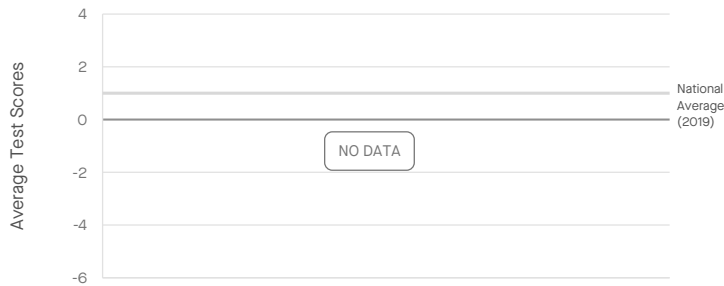 Average Test Scores
4
2
0
-2
-4
-6
National
Average
(2019)
NO DATA